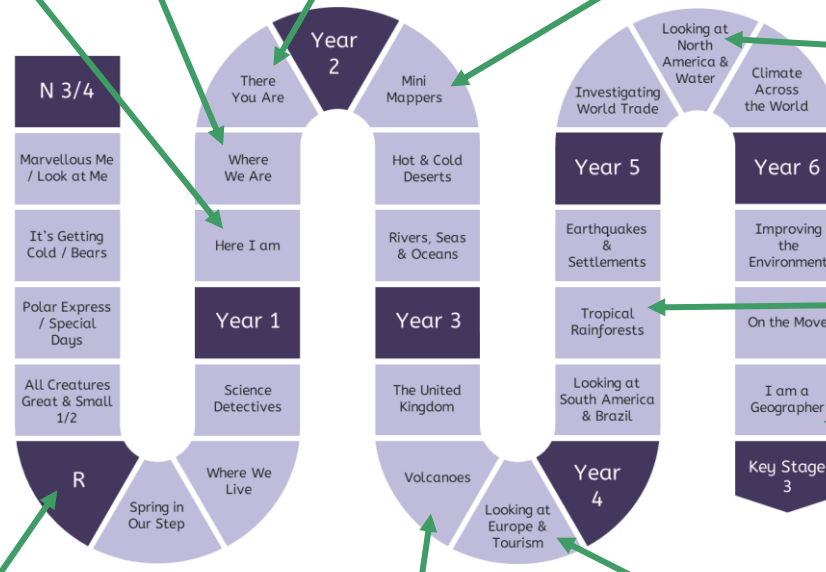 N 3/4
Marvellous Me
/ Look at Me
It's Getting
Cold / Bears
Polar Express
/ Special
Days
All Creatures
Great & Small
1/2
R
Spring in
Our Step
Where We
Live
Science
Detectives
Year 1
Here I am
Where
We Are
There
You Are
Year
2
Mini
Mappers
Hot & Cold
Deserts
Rivers, Seas
& Oceans
Year 3
The United
Kingdom
Volcanoes
Looking at
Europe &
Tourism
Year
4
Looking at
South America
& Brazil
Tropical
Rainforests
Earthquakes
&
Settlements
Year 5
Investigating
World Trade
Looking at
North
America &
Water
Climate
Across
the World
Year 6
Improving
the
Environment
On the Move
I am a
Geographer
Key Stage
3